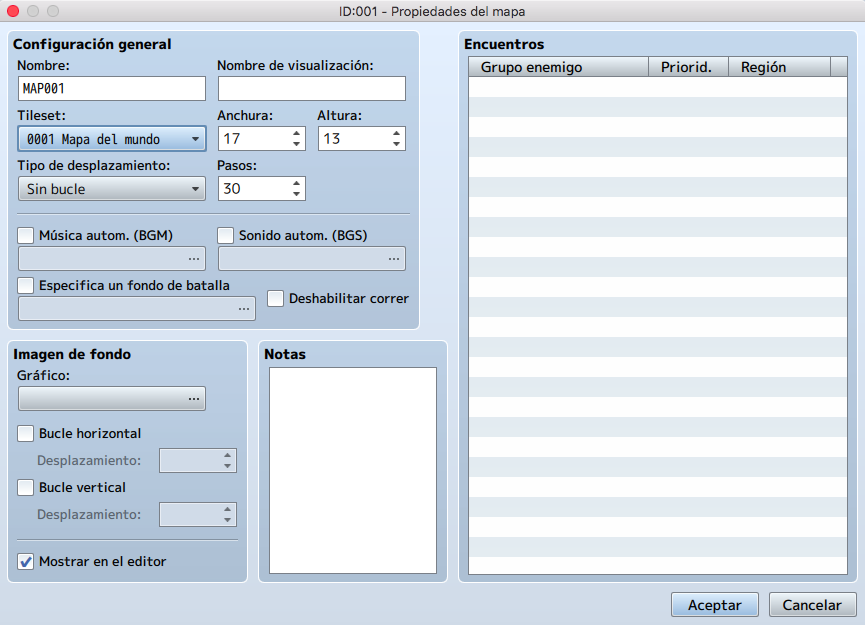 ID:001 - Propiedades del mapa
Configuración general
Nombre:
Nombre de visualización:
MAP001
Tileset:
Anchura:
Altura:
0001 Mapa del mundo
17
13
Tipo de desplazamiento:
Pasos:
Sin bucle
30
Música autom. (BGM)
Sonido autom. (BGS)
...
...
Especifica un fondo de batalla
...
Deshabilitar correr
Imagen de fondo
Gráfico:
...
Bucle horizontal
Desplazamiento:
Bucle vertical
Desplazamiento:
Mostrar en el editor
Notas
Encuentros
Grupo enemigo
Priorid.
Región
Aceptar
Cancelar